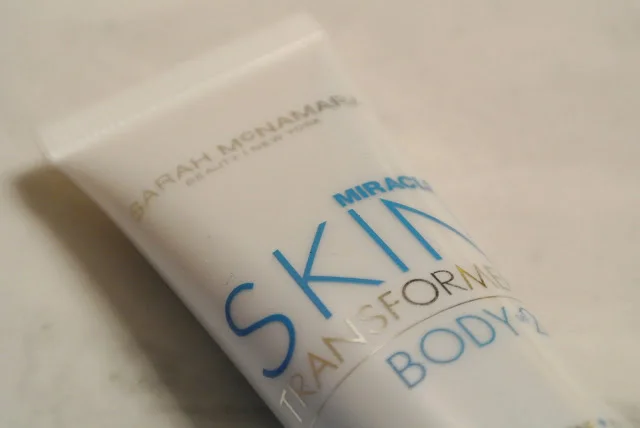 SARAH McNAMARA
BEAUTY | NEW YORK
MIRACLE
SKIN
TRANSFORMER
BODY